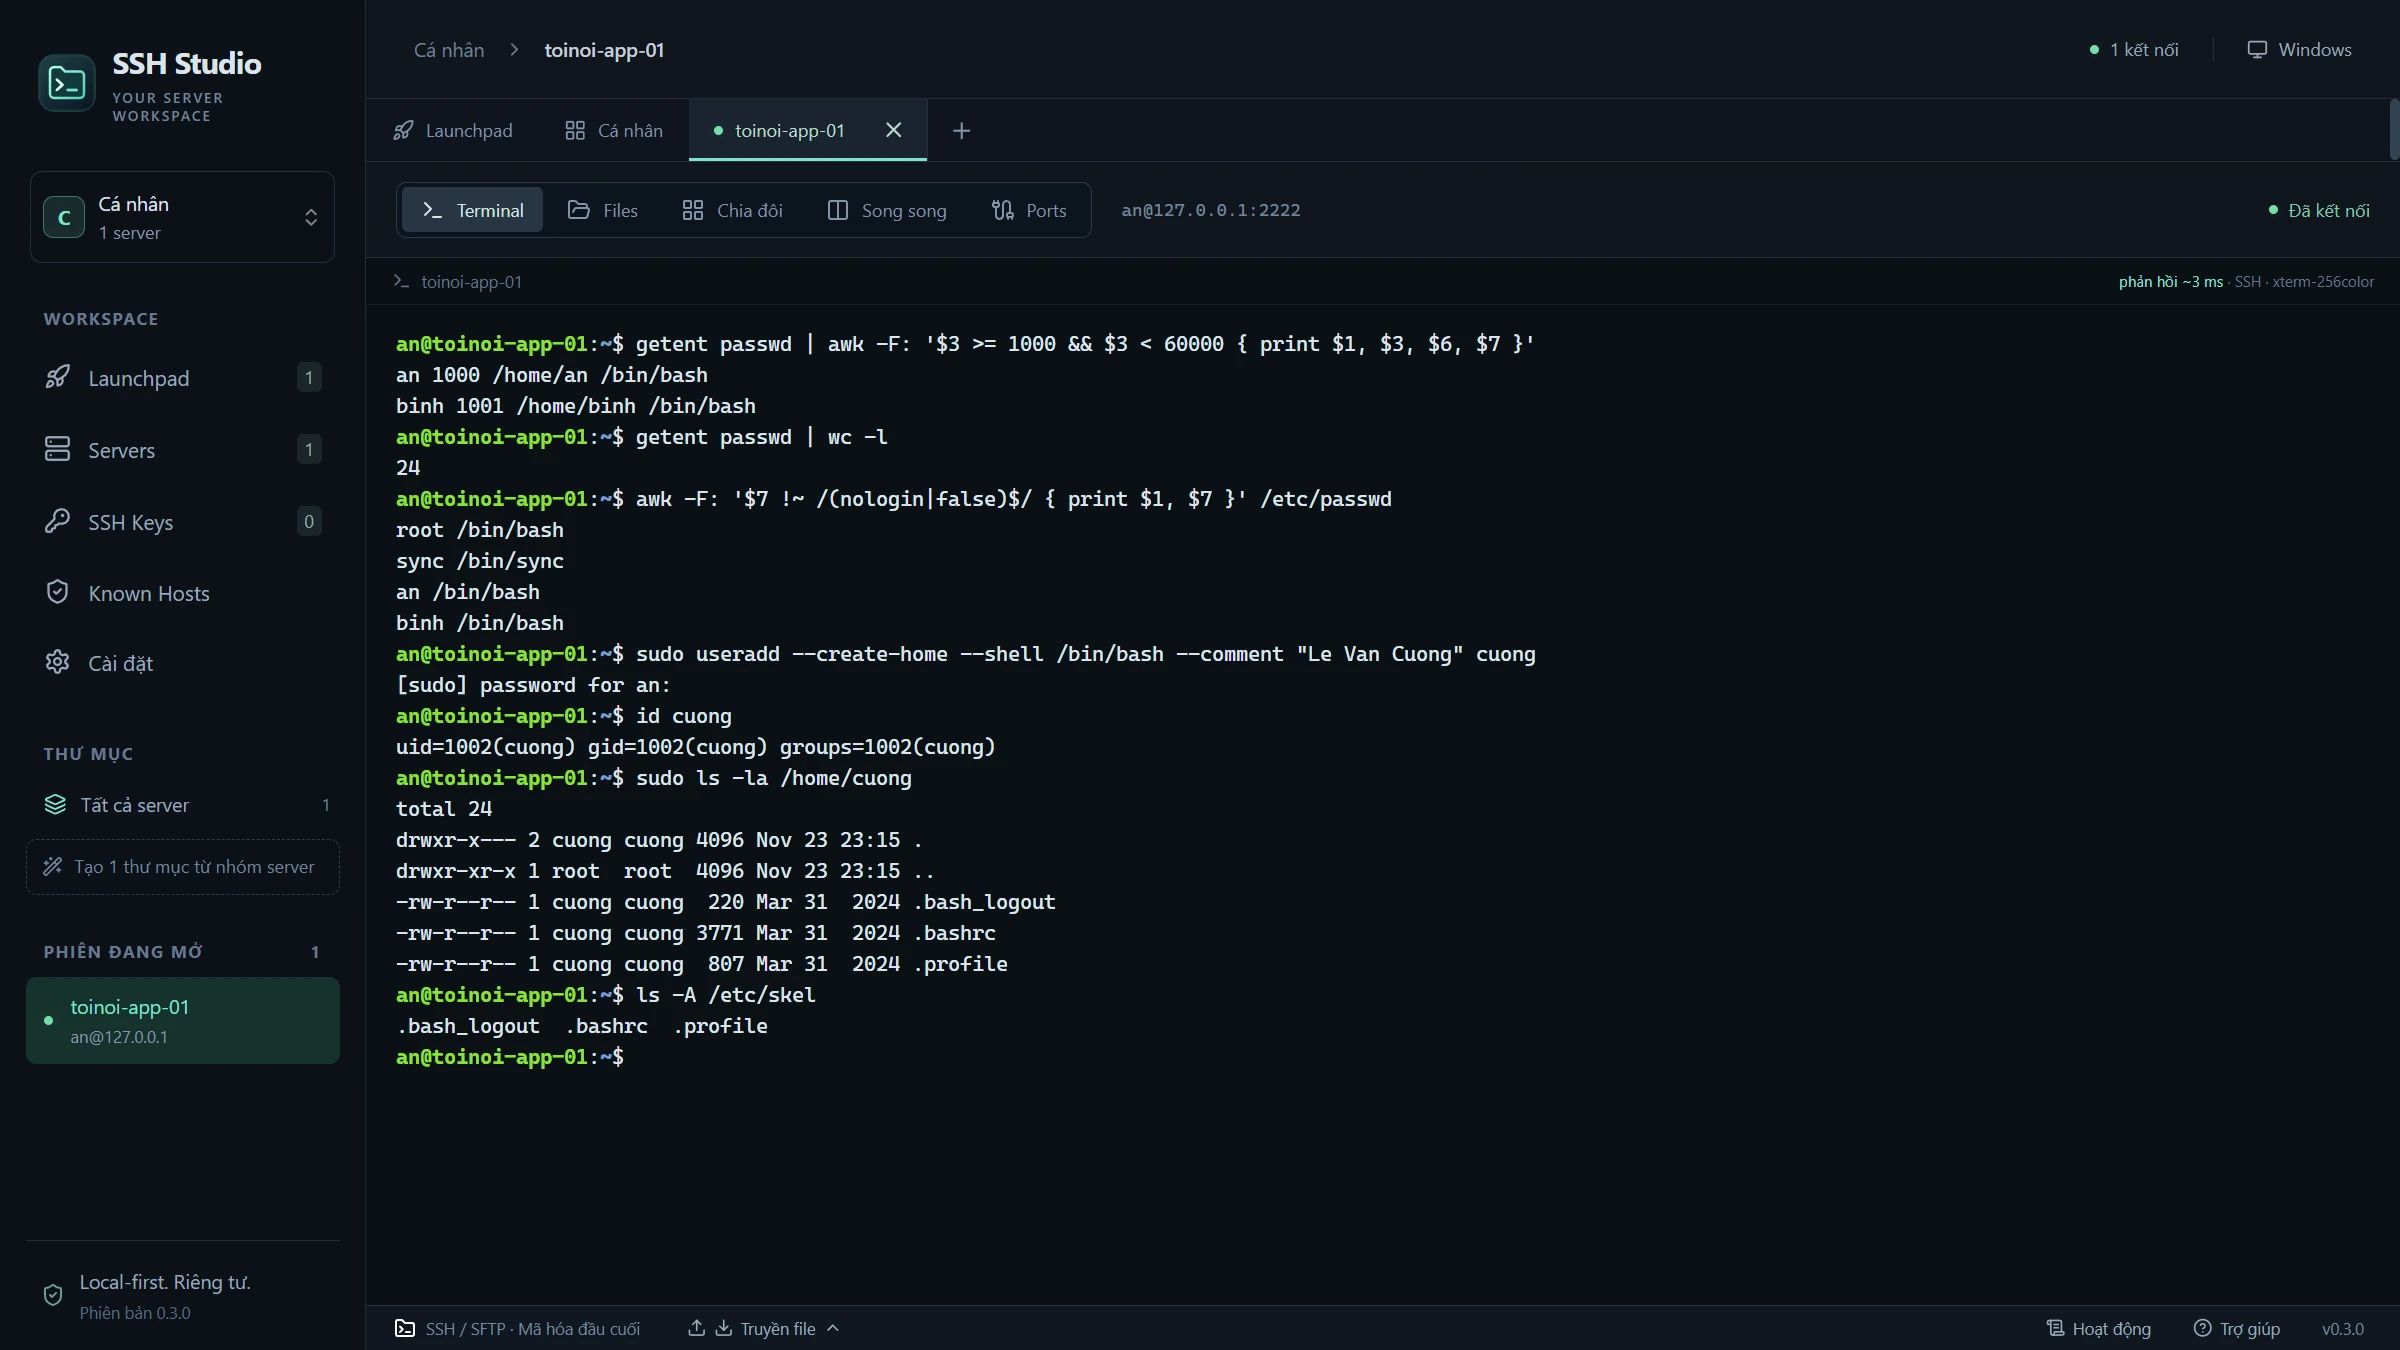 SSH Studio
YOUR SERVER
WORKSPACE
C
Cá nhân
1 server
WORKSPACE
Launchpad 1
Servers 1
SSH Keys 0
Known Hosts
Cài đặt
THƯ MỤC
Tất cả server 1
Tạo 1 thư mục từ nhóm server
PHIÊN ĐANG MỞ 1
toinoi-app-01
an@127.0.0.1
Local-first. Riêng tư.
Phiên bản 0.3.0
Cá nhân > toinoi-app-01
1 kết nối
Windows
Launchpad
Cá nhân
toinoi-app-01
Terminal
Files
Chia đôi
Song song
Ports
an@127.0.0.1:2222
Đã kết nối
toinoi-app-01
phản hồi ~3 ms · SSH · xterm-256color
an@toinoi-app-01:~$ getent passwd | awk -F: '$3 >= 1000 && $3 < 60000 { print $1, $3, $6, $7 }'
an 1000 /home/an /bin/bash
binh 1001 /home/binh /bin/bash
an@toinoi-app-01:~$ getent passwd | wc -l
24
an@toinoi-app-01:~$ awk -F: '$7 !~ /(nologin|false)$/ { print $1, $7 }' /etc/passwd
root /bin/bash
sync /bin/sync
an /bin/bash
binh /bin/bash
an@toinoi-app-01:~$ sudo useradd --create-home --shell /bin/bash --comment "Le Van Cuong" cuong
[sudo] password for an:
an@toinoi-app-01:~$ id cuong
uid=1002(cuong) gid=1002(cuong) groups=1002(cuong)
an@toinoi-app-01:~$ sudo ls -la /home/cuong
total 24
drwxr-x--- 2 cuong cuong 4096 Nov 23 23:15 .
drwxr-xr-x 1 root  root  4096 Nov 23 23:15 ..
-rw-r--r-- 1 cuong cuong  220 Mar 31  2024 .bash_logout
-rw-r--r-- 1 cuong cuong 3771 Mar 31  2024 .bashrc
-rw-r--r-- 1 cuong cuong  807 Mar 31  2024 .profile
an@toinoi-app-01:~$ ls -A /etc/skel
.bash_logout  .bashrc  .profile
an@toinoi-app-01:~$
SSH / SFTP · Mã hóa đầu cuối
Truyền file
Hoạt động
Trợ giúp
v0.3.0